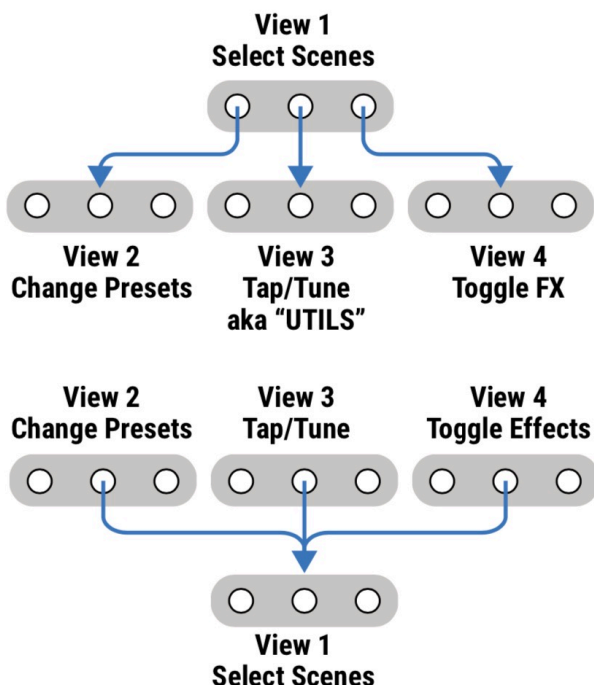 View 1
Select Scenes
View 2
Change Presets
View 3
Tap/Tune
aka “UTILS”
View 4
Toggle FX
View 2
Change Presets
View 3
Tap/Tune
View 4
Toggle Effects
View 1
Select Scenes